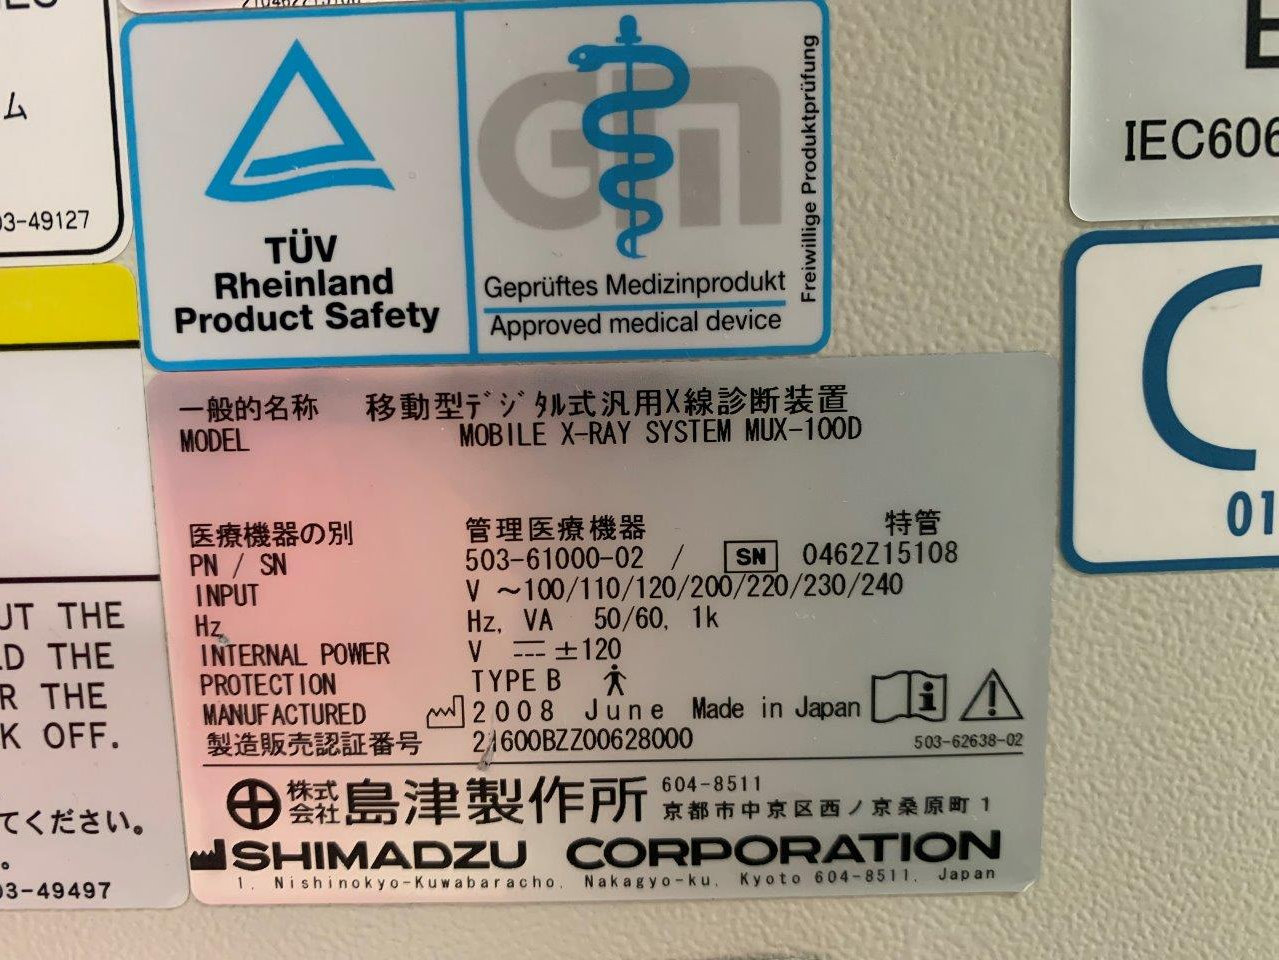 ム
03-49127
TÜV
Rheinland
Product Safety
Gm
Geprüftes Medizinprodukt
Approved medical device
Freiwillige Produktprüfung
IEC606
01
一般的名称 移動型デジタル式汎用X線診断装置
MODEL MOBILE X-RAY SYSTEM MUX-100D
医療機器の別 管理医療機器 特管
PN / SN 503-61000-02 / SN 0462Z15108
INPUT V ~100/110/120/200/220/230/240
Hz Hz, VA 50/60, 1k
INTERNAL POWER V ⎓ ±120
PROTECTION TYPE B
MANUFACTURED 2008 June Made in Japan
製造販売認証番号 21600BZZ00628000
503-62638-02
株式会社 島津製作所 604-8511
京都市中京区西ノ京桑原町1
SHIMADZU CORPORATION
1, Nishinokyo-Kuwabaracho, Nakagyo-ku, Kyoto 604-8511, Japan
UT THE
D THE
R THE
K OFF.
てください。
03-49497